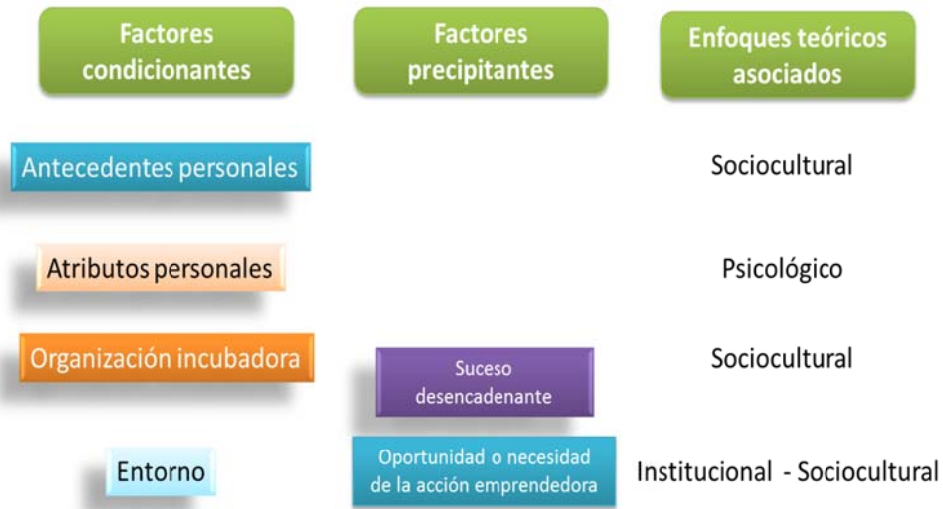 Factores
condicionantes
Factores
precipitantes
Enfoques teóricos
asociados
Antecedentes personales
Sociocultural
Atributos personales
Psicológico
Organización incubadora
Suceso
desencadenante
Sociocultural
Entorno
Oportunidad o necesidad
de la acción emprendedora
Institucional - Sociocultural